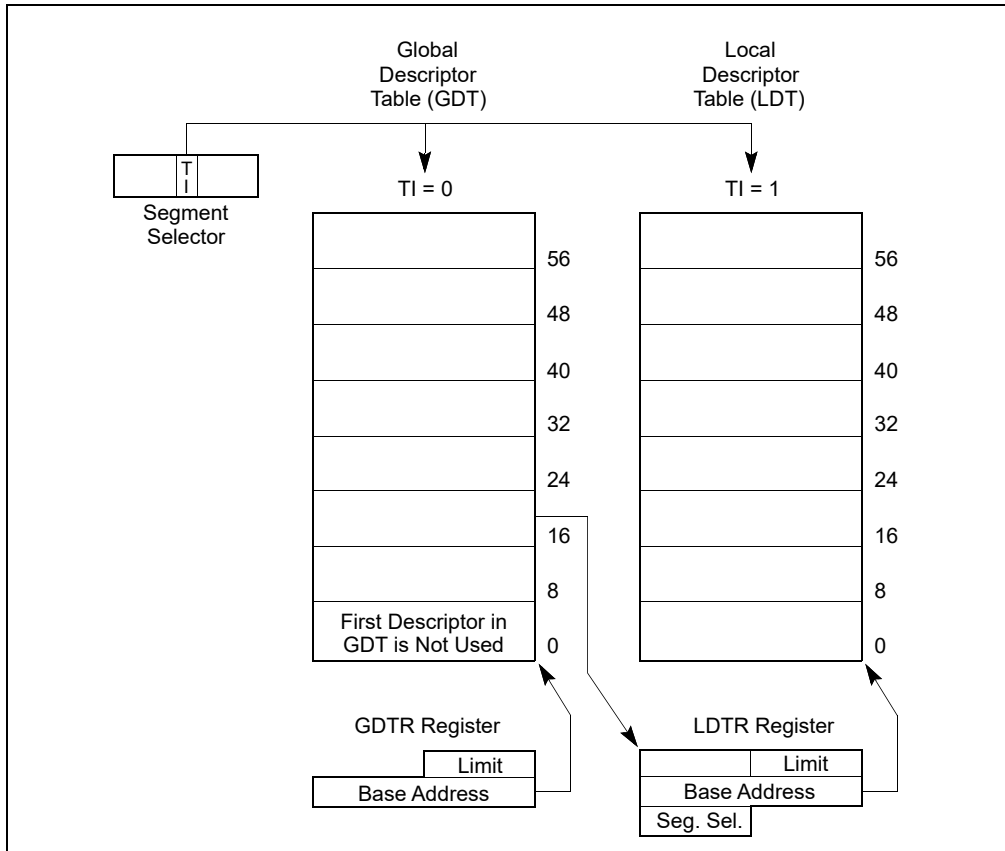 Global
Descriptor
Table (GDT)
Local
Descriptor
Table (LDT)
T
I
Segment
Selector
TI = 0
TI = 1
56
56
48
48
40
40
32
32
24
24
16
16
8
8
First Descriptor in
GDT is Not Used
0
0
GDTR Register
LDTR Register
Limit
Base Address
Limit
Base Address
Seg. Sel.